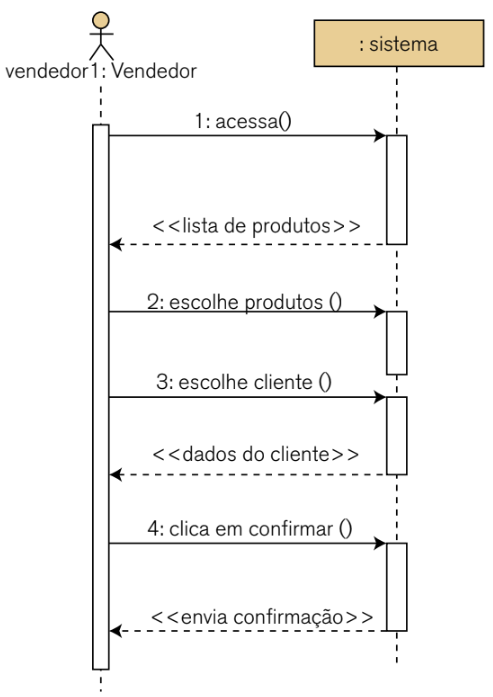 : sistema
vendedor1: Vendedor
1: acessa()
<<lista de produtos>>
2: escolhe produtos ()
3: escolhe cliente ()
<<dados do cliente>>
4: clica em confirmar ()
<<envia confirmação>>